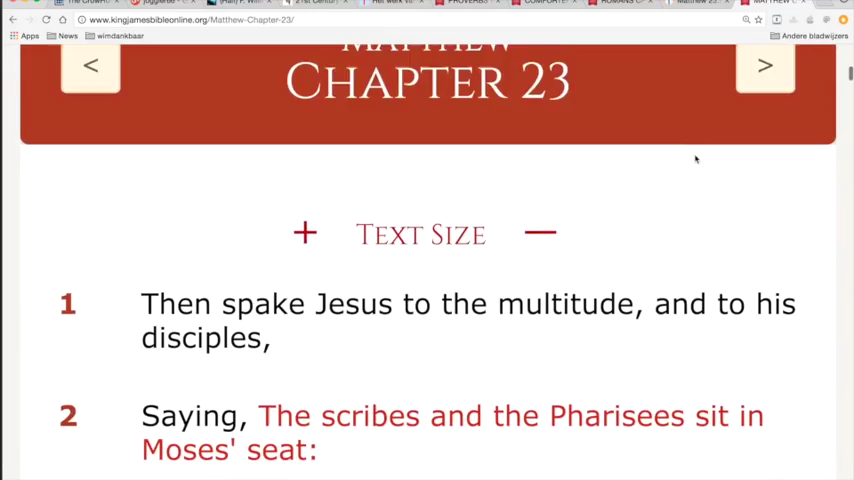 www.kingjamesbibleonline.org/Matthew-Chapter-23/
Apps News wimdankbaar Andere bladwijzers
MATTHEW
< CHAPTER 23 >
+ TEXT SIZE —
1 Then spake Jesus to the multitude, and to his
disciples,
2 Saying, The scribes and the Pharisees sit in
Moses' seat: